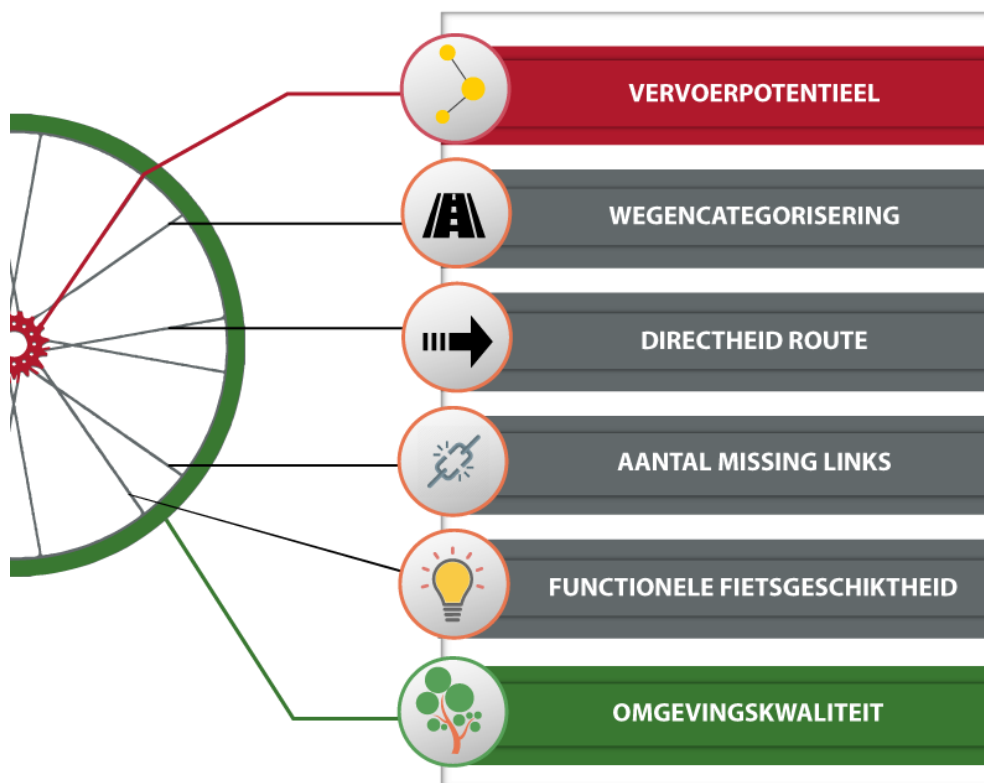 VERVOERPOTENTIEEL
WEGENCATEGORISERING
DIRECTHEID ROUTE
AANTAL MISSING LINKS
FUNCTIONELE FIETSGESCHIKTHEID
OMGEVINGSKWALITEIT